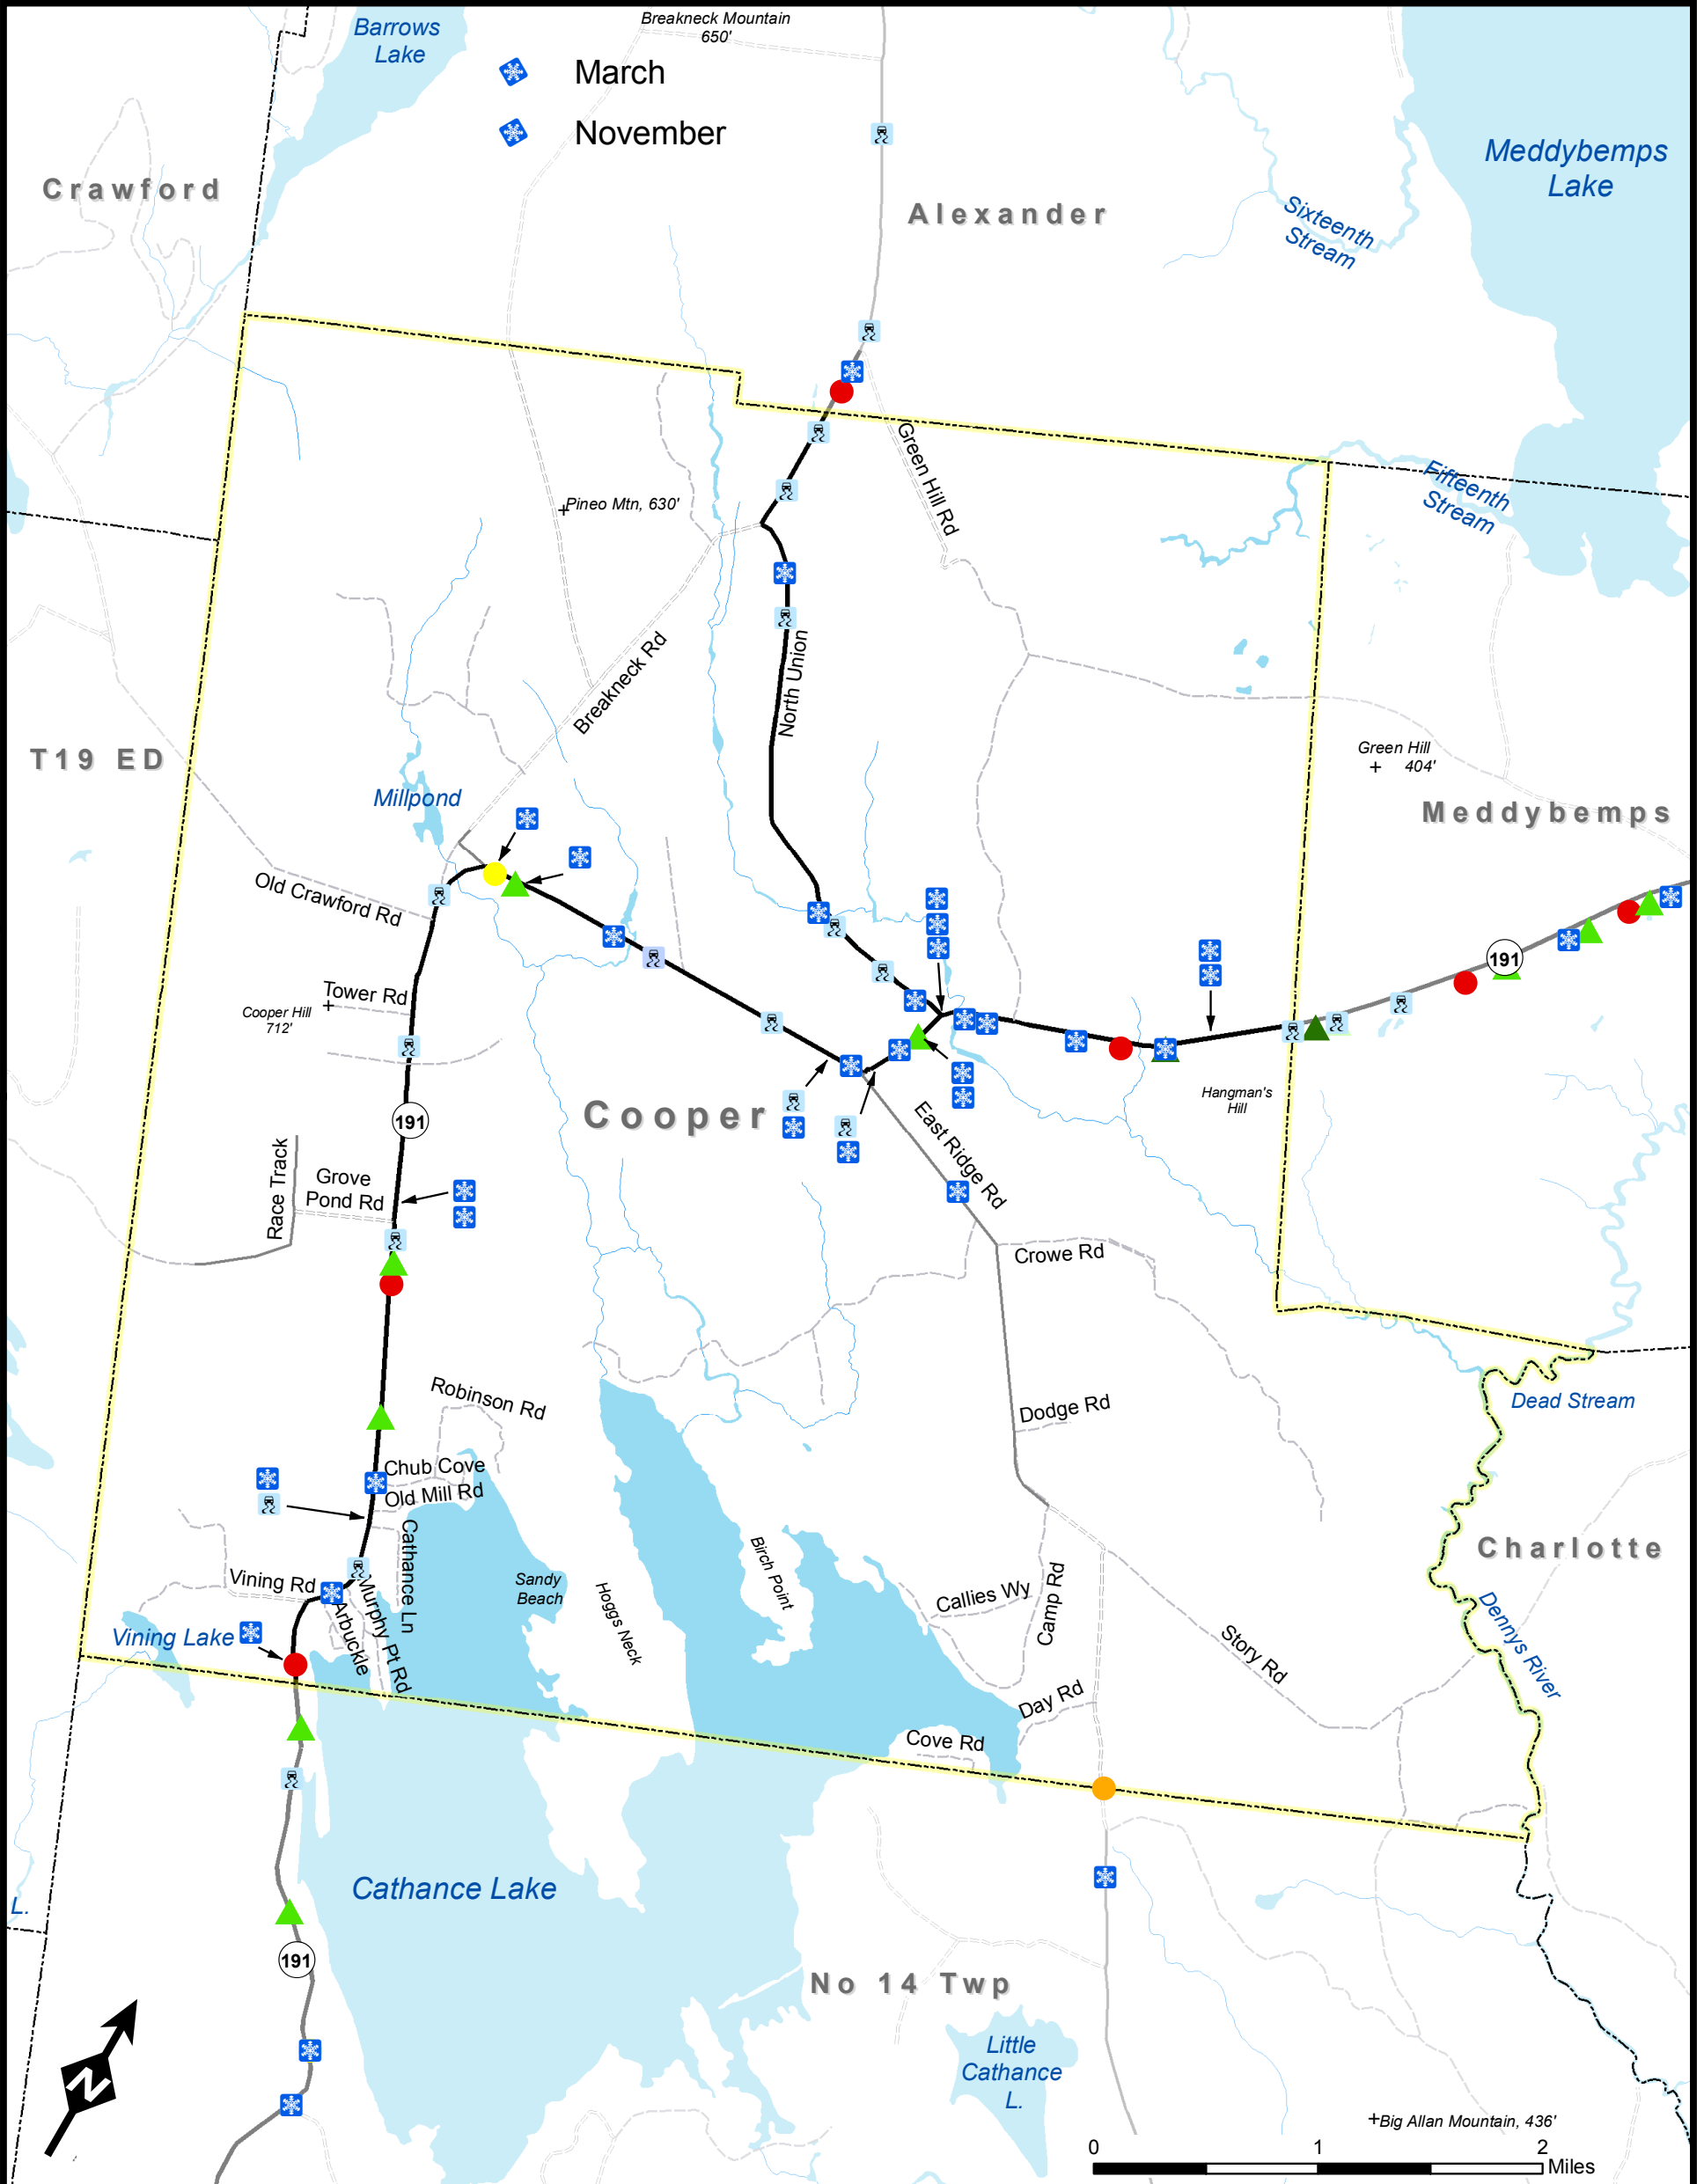 Barrows
Lake
Breakneck Mountain
650'
March
November
Meddybemps
Lake
Crawford
Alexander
Sixteenth
Stream
Green Hill Rd
Fifteenth
Stream
Pineo Mtn, 630'
Breakneck Rd
North Union
T19 ED
Millpond
Green Hill
404'
Meddybemps
Old Crawford Rd
191
Tower Rd
Cooper Hill
712'
Hangman's
Hill
Cooper
191
East Ridge Rd
Race Track
Grove
Pond Rd
Crowe Rd
Robinson Rd
Dodge Rd
Dead Stream
Chub Cove
Old Mill Rd
Cathance Ln
Charlotte
Vining Rd
Murphy Pt Rd
Arbuckle
Sandy
Beach
Hoggs Neck
Birch Point
Callies Wy
Camp Rd
Story Rd
Dennys River
Vining Lake
Day Rd
Cove Rd
Cathance Lake
L.
191
No 14 Twp
Little
Cathance
L.
N
Big Allan Mountain, 436'
0 1 2
Miles